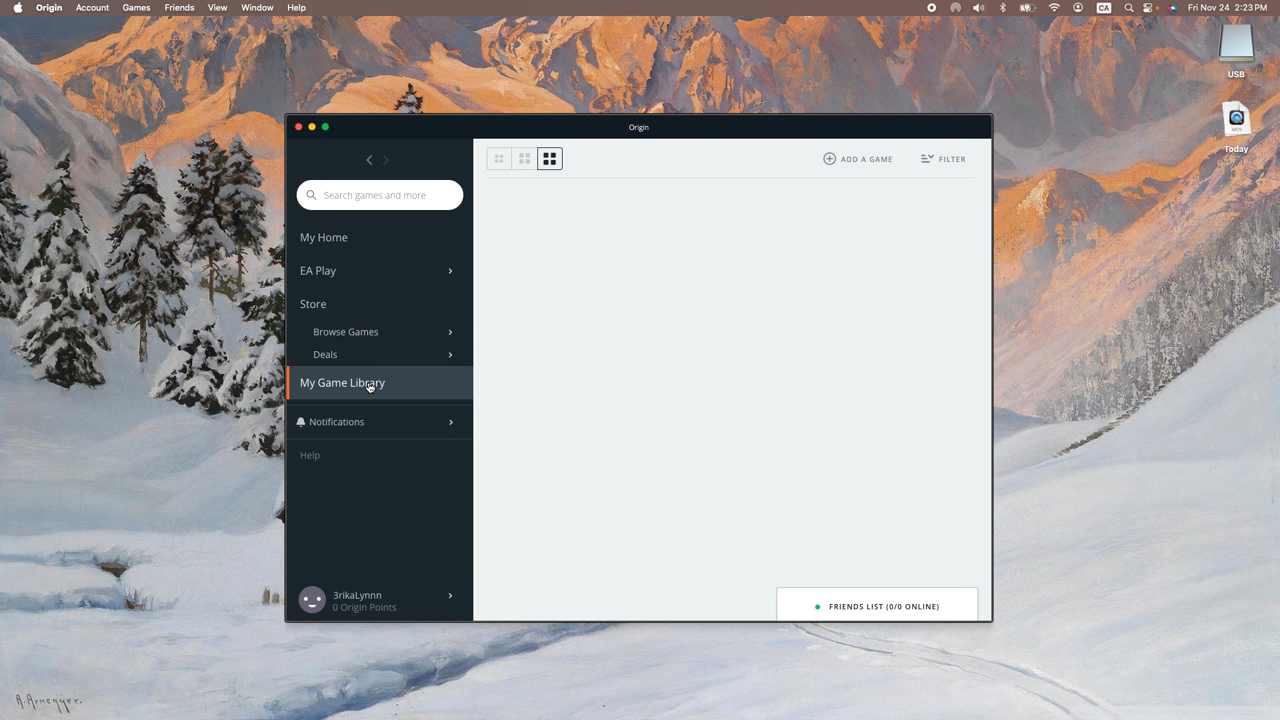 Origin Account Games Friends View Window Help CA Fri Nov 24 2:23 PM
USB
MOV
Today
Origin
Search games and more
ADD A GAME
FILTER
My Home
EA Play
Store
Browse Games
Deals
My Game Library
Notifications
Help
3rikaLynnn
0 Origin Points
FRIENDS LIST (0/0 ONLINE)